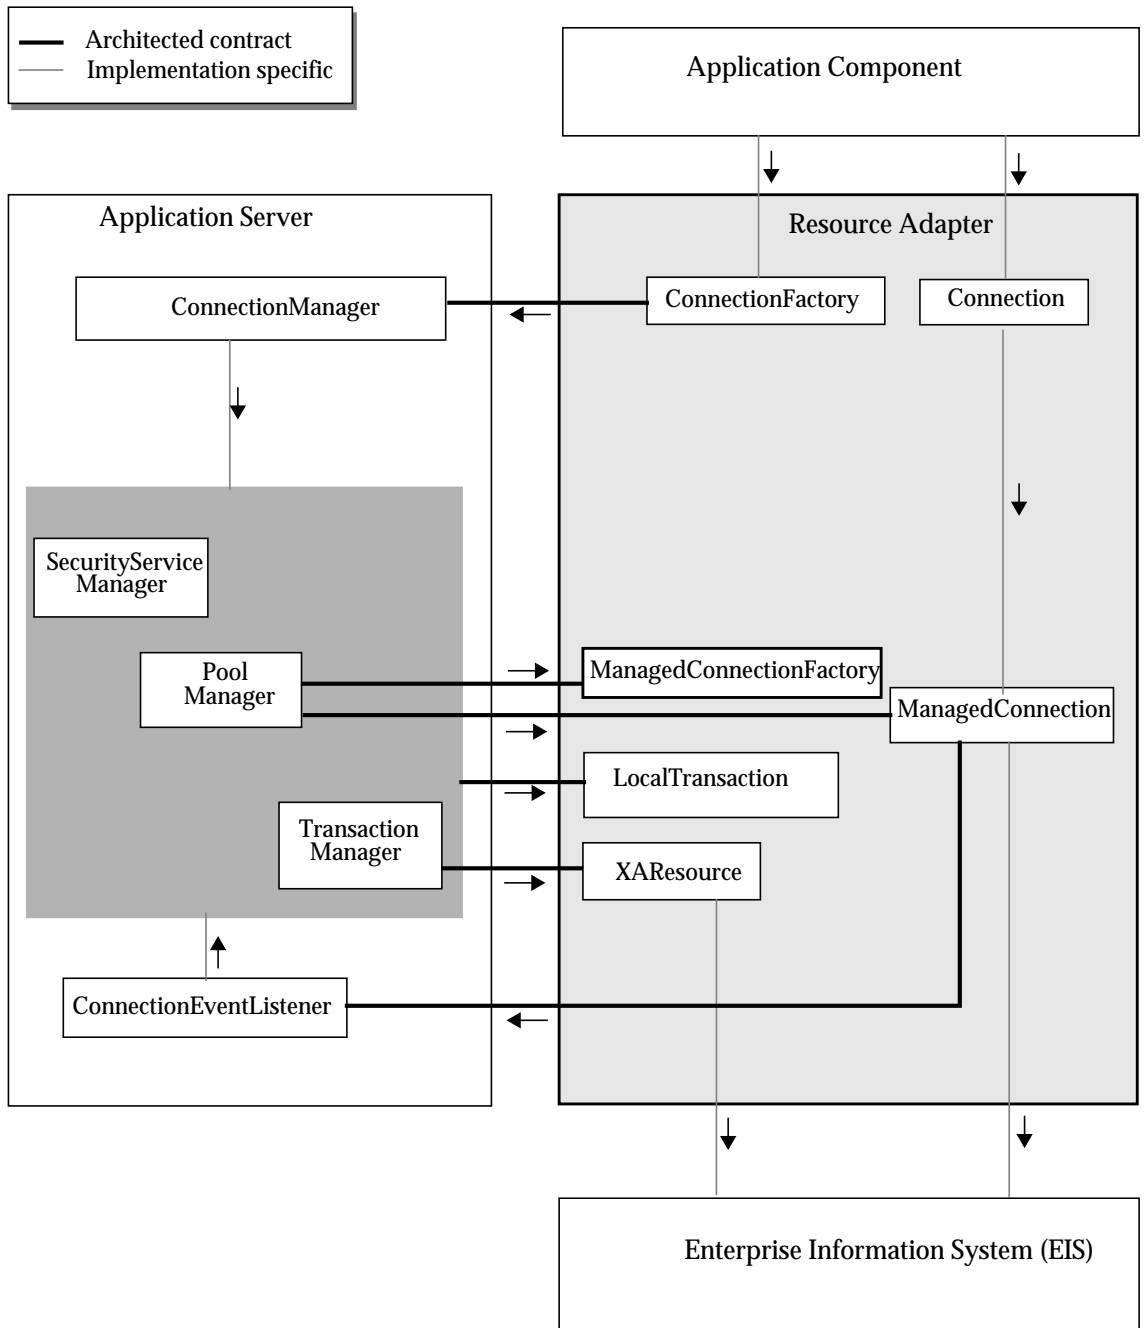 Architected contract
Implementation specific
Application Component
Application Server
Resource Adapter
ConnectionManager
ConnectionFactory
Connection
SecurityService
Manager
Pool
Manager
ManagedConnectionFactory
ManagedConnection
LocalTransaction
Transaction
Manager
XAResource
ConnectionEventListener
Enterprise Information System (EIS)